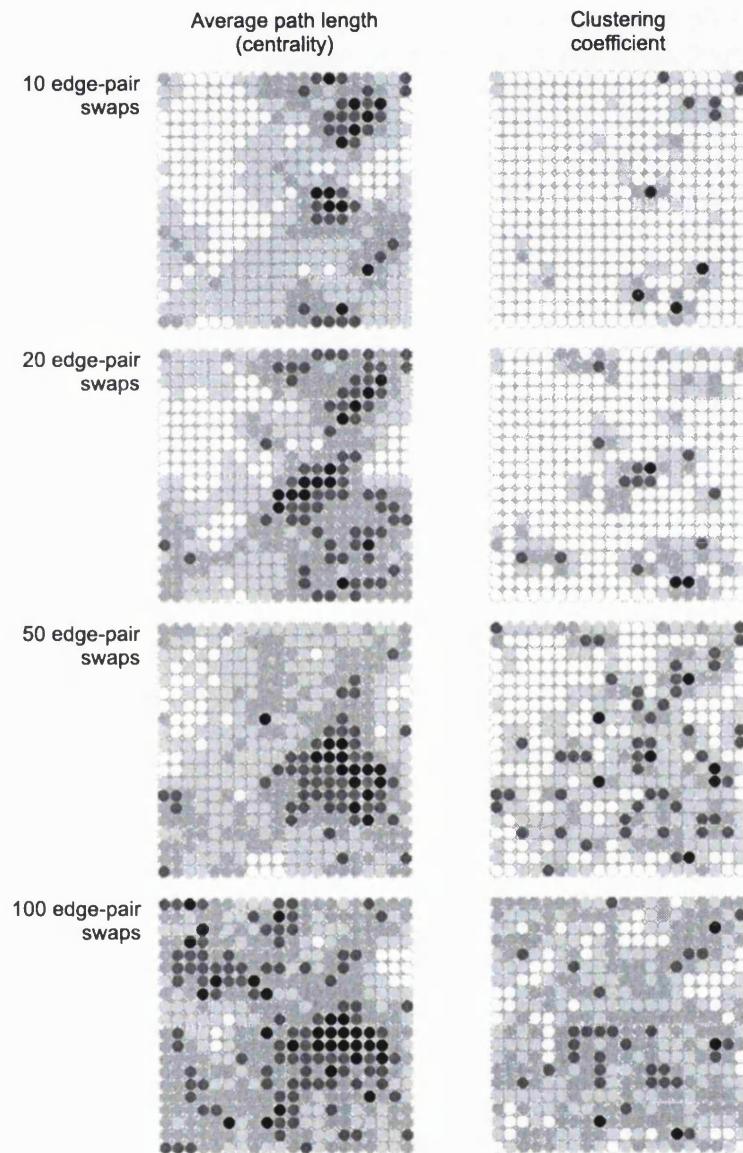 Average path length
(centrality)
Clustering
coefficient
10 edge-pair
swaps
20 edge-pair
swaps
50 edge-pair
swaps
100 edge-pair
swaps